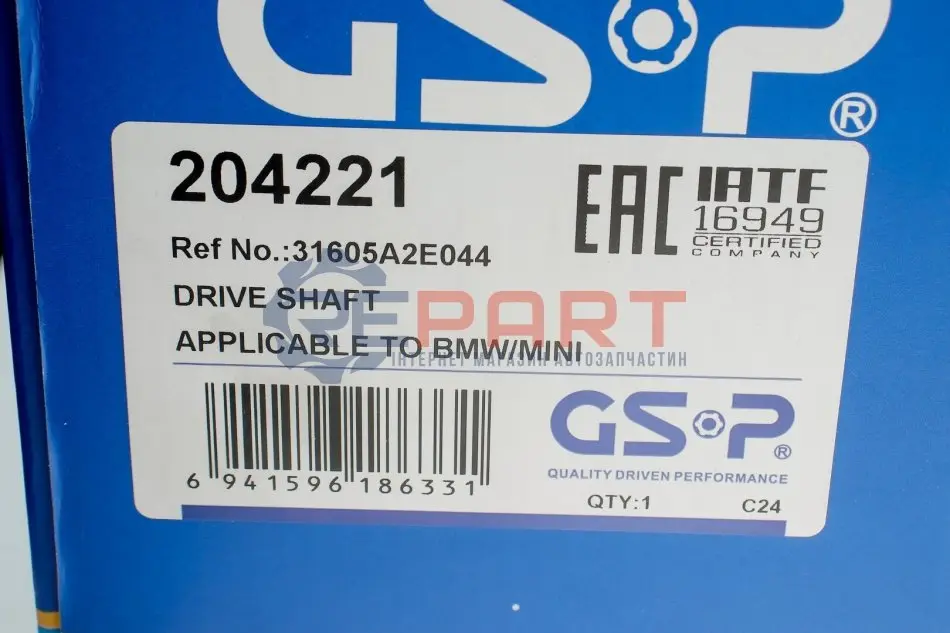 GSP®
204221
EAC
IATF
16949
CERTIFIED
COMPANY
Ref No.:31605A2E044
DRIVE SHAFT
REPART
APPLICABLE TO BMW/MINI
ІНТЕРНЕТ МАГАЗИН АВТОЗАПЧАСТИН
6 941596 186331
GSP®
QUALITY DRIVEN PERFORMANCE
QTY:1 C24